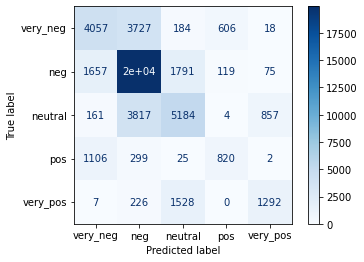 very_neg 4057 3727 184 606 18
neg 1657 2e+04 1791 119 75
neutral 161 3817 5184 4 857
pos 1106 299 25 820 2
very_pos 7 226 1528 0 1292
very_neg neg neutral pos very_pos
Predicted label
True label
17500
15000
12500
10000
7500
5000
2500
0